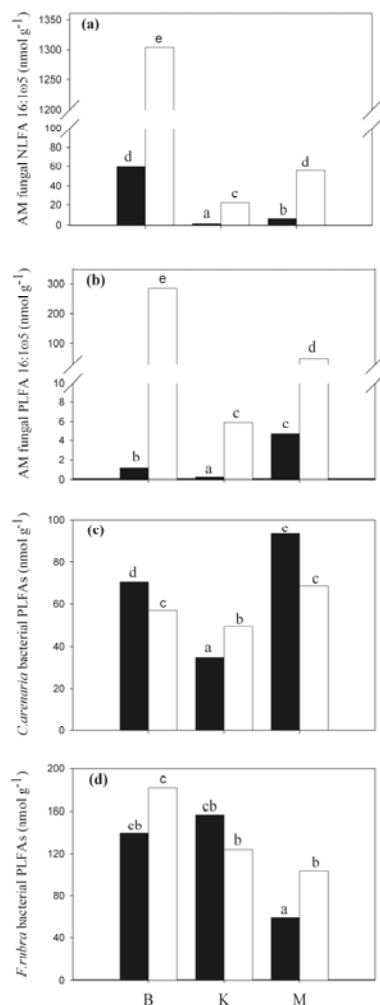 AM fungal NLFA 16:1ω5 (nmol g-1)
(a)
1350
1300
1250
1200
100
80
60
40
20
0
d
e
a
c
b
d
AM fungal PLFA 16:1ω5 (nmol g-1)
(b)
300
200
100
10
8
6
4
2
0
b
e
a
c
c
d
C.arenaria bacterial PLFAs (nmol g-1)
(c)
100
80
60
40
20
0
d
c
a
b
e
c
F.rubra bacterial PLFAs (nmol g-1)
(d)
200
160
120
80
40
0
cb
c
cb
b
a
b
B K M